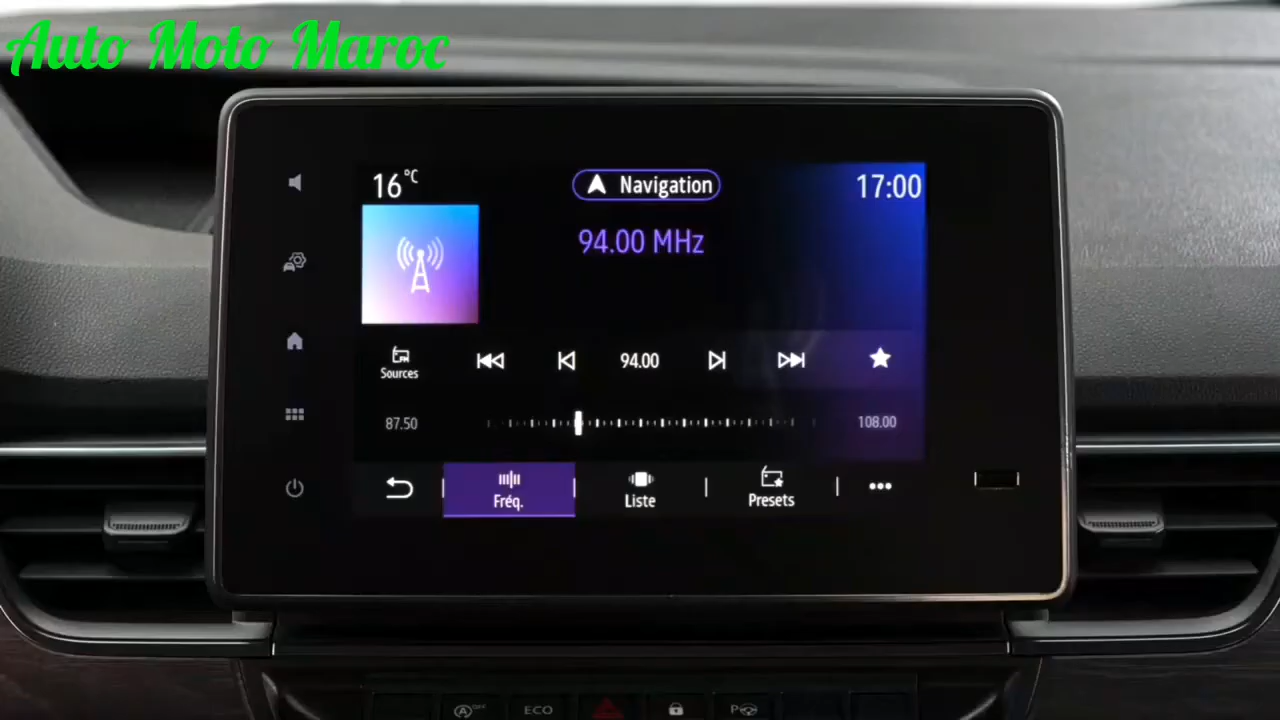 Auto Moto Maroc
16 °C
Navigation
17:00
94.00 MHz
Sources
94.00
87.50
108.00
Fréq.
Liste
Presets
A OFF
ECO
P